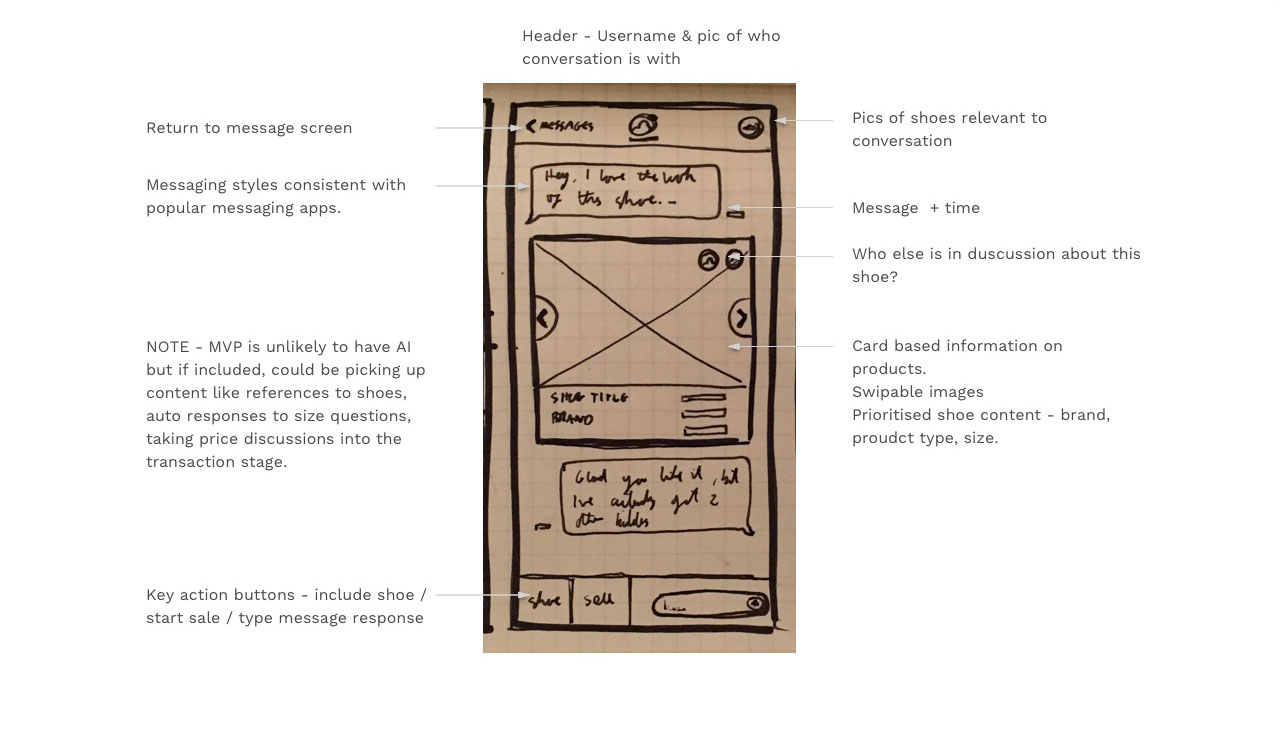 Header - Username & pic of who
conversation is with
Return to message screen
Messaging styles consistent with
popular messaging apps.
NOTE - MVP is unlikely to have AI
but if included, could be picking up
content like references to shoes,
auto responses to size questions,
taking price discussions into the
transaction stage.
Key action buttons - include shoe /
start sale / type message response
MESSAGES
Hey, I love the look
of this shoe.-
SHOE TITLE
BRAND
Glad you like it, but
I've already got 2
other bidders
shoe
sell
Pics of shoes relevant to
conversation
Message + time
Who else is in duscussion about this
shoe?
Card based information on
products.
Swipable images
Prioritised shoe content - brand,
proudct type, size.